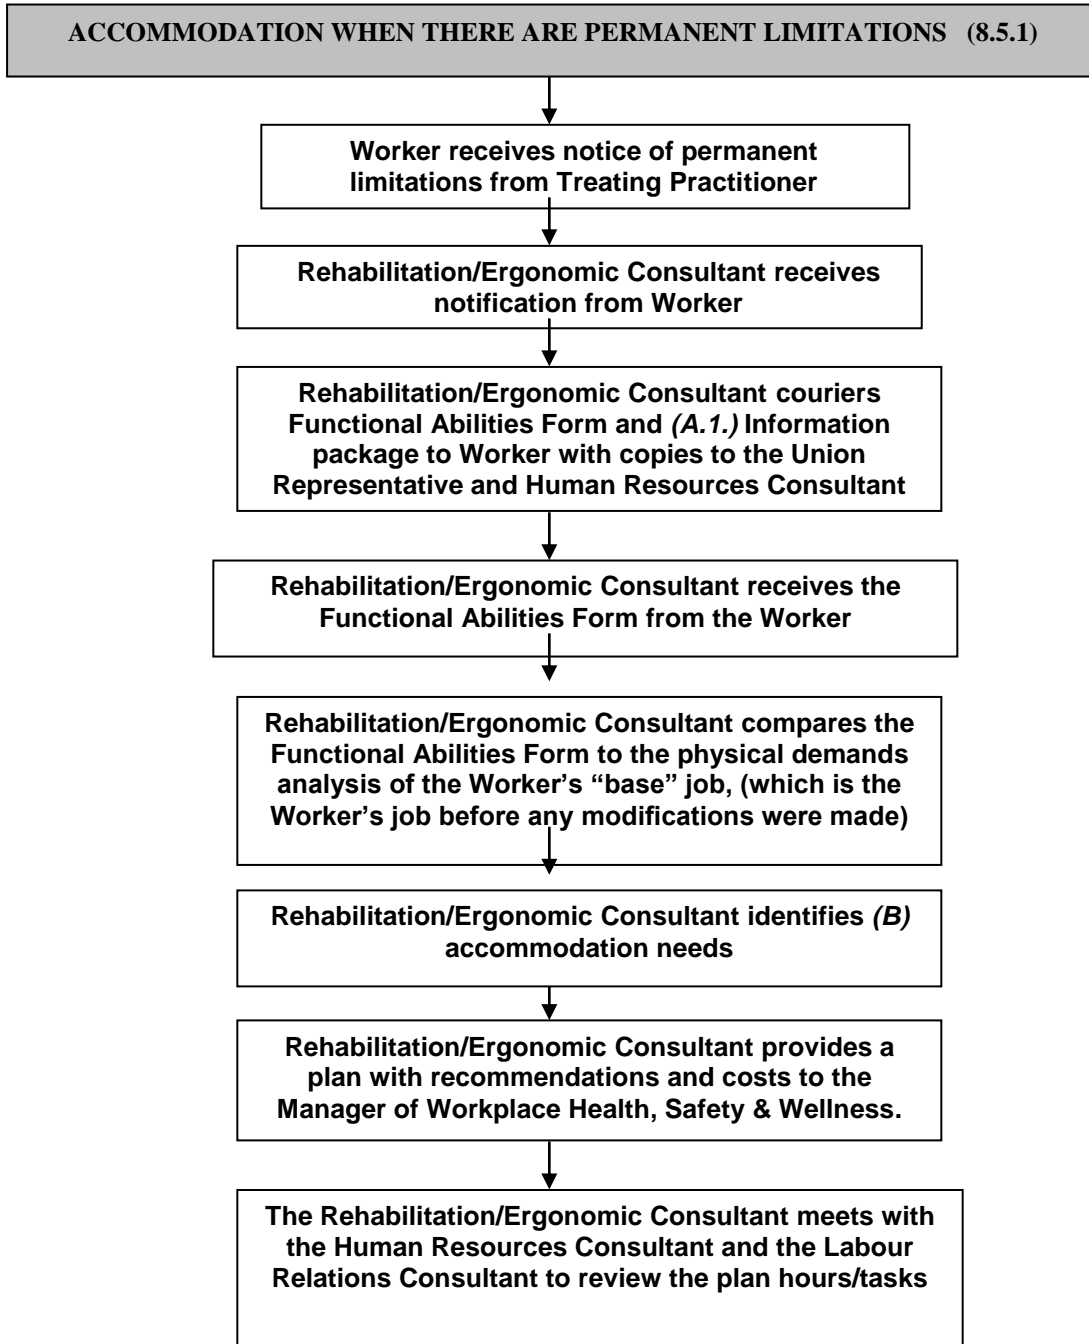 ACCOMMODATION WHEN THERE ARE PERMANENT LIMITATIONS (8.5.1)
Worker receives notice of permanent
limitations from Treating Practitioner
Rehabilitation/Ergonomic Consultant receives
notification from Worker
Rehabilitation/Ergonomic Consultant couriers
Functional Abilities Form and (A.1.) Information
package to Worker with copies to the Union
Representative and Human Resources Consultant
Rehabilitation/Ergonomic Consultant receives the
Functional Abilities Form from the Worker
Rehabilitation/Ergonomic Consultant compares the
Functional Abilities Form to the physical demands
analysis of the Worker’s “base” job, (which is the
Worker’s job before any modifications were made)
Rehabilitation/Ergonomic Consultant identifies (B)
accommodation needs
Rehabilitation/Ergonomic Consultant provides a
plan with recommendations and costs to the
Manager of Workplace Health, Safety & Wellness.
The Rehabilitation/Ergonomic Consultant meets with
the Human Resources Consultant and the Labour
Relations Consultant to review the plan hours/tasks